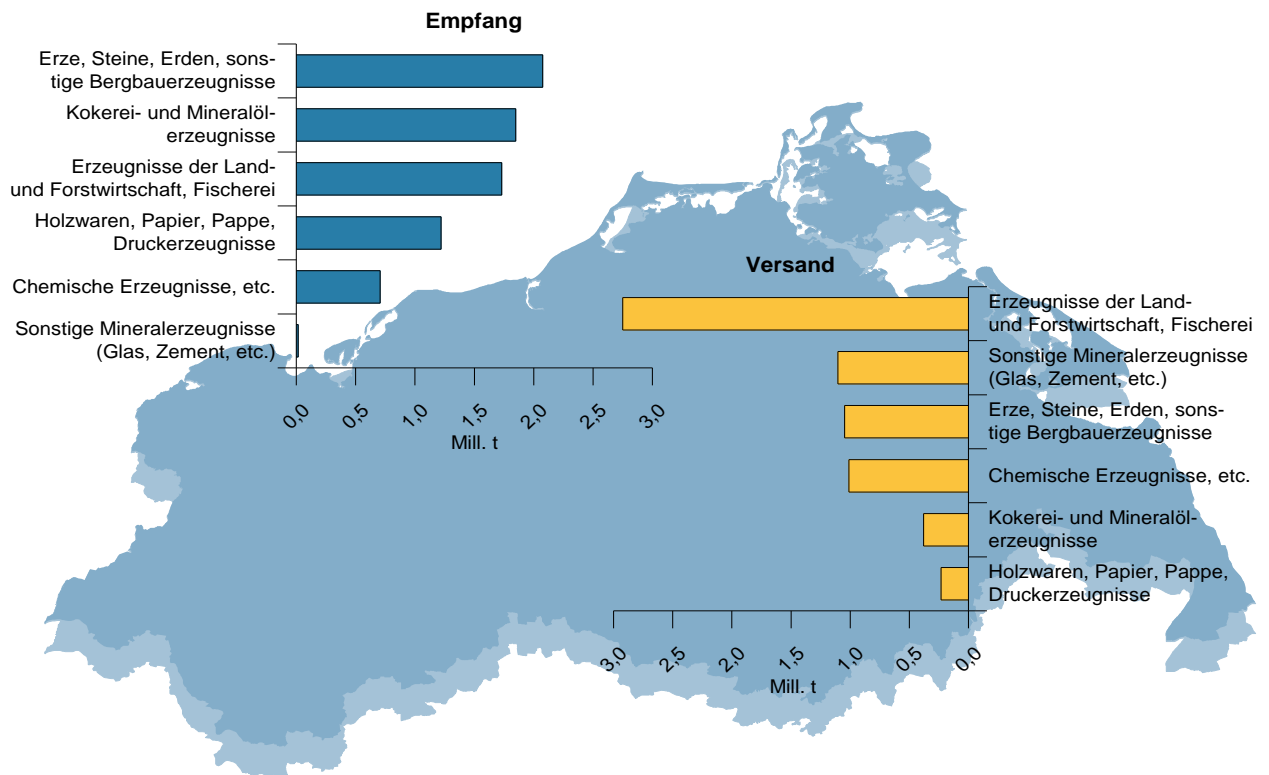 Empfang
Erze, Steine, Erden, sons-
tige Bergbauerzeugnisse
Kokerei- und Mineralöl-
erzeugnisse
Erzeugnisse der Land-
und Forstwirtschaft, Fischerei
Holzwaren, Papier, Pappe,
Druckerzeugnisse
Chemische Erzeugnisse, etc.
Sonstige Mineralerzeugnisse
(Glas, Zement, etc.)
0,0 0,5 1,0 1,5 2,0 2,5 3,0
Mill. t
Versand
Erzeugnisse der Land-
und Forstwirtschaft, Fischerei
Sonstige Mineralerzeugnisse
(Glas, Zement, etc.)
Erze, Steine, Erden, sons-
tige Bergbauerzeugnisse
Chemische Erzeugnisse, etc.
Kokerei- und Mineralöl-
erzeugnisse
Holzwaren, Papier, Pappe,
Druckerzeugnisse
3,0 2,5 2,0 1,5 1,0 0,5 0,0
Mill. t